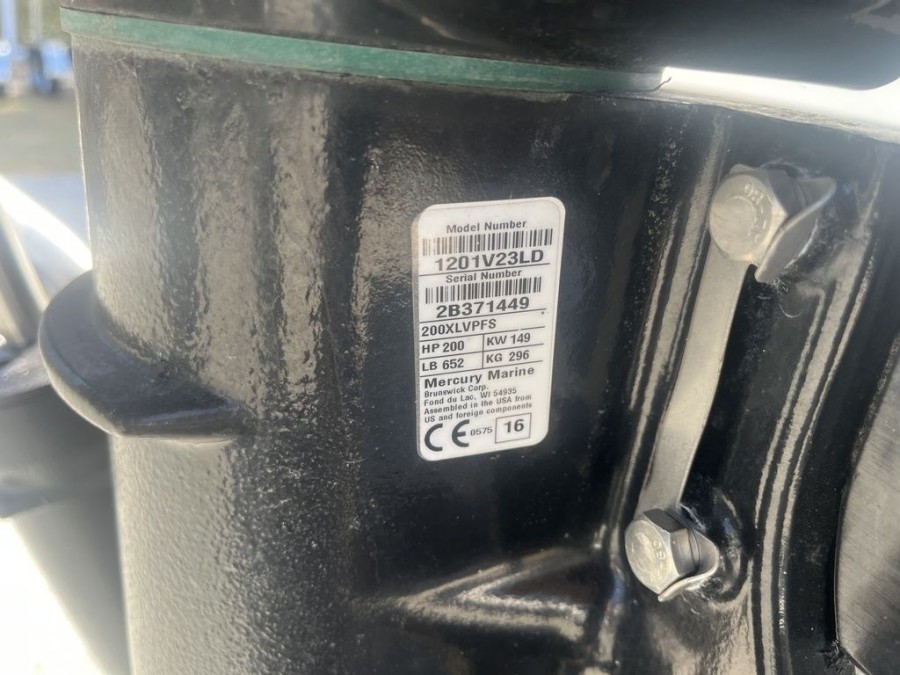 Model Number
1201V23LD
Serial Number
2B371449
200XLVPFS
HP 200 KW 149
LB 652 KG 296
Mercury Marine
Brunswick Corp.
Fond du Lac, WI 54935
Assembled in the USA from
US and foreign components
CE 0575 16